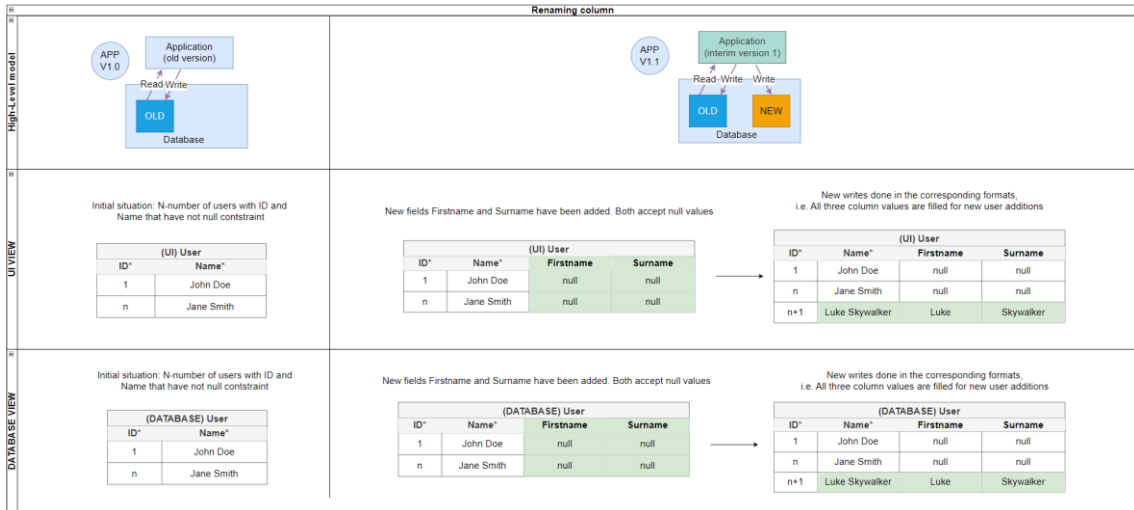 Renaming column
High-Level model
APP
V1.0
Application
(old version)
Read Write
OLD
Database
APP
V1.1
Application
(interim version 1)
Read Write Write
OLD NEW
Database
UI VIEW
Initial situation: N-number of users with ID and
Name that have not null contstraint
(UI) User
ID* Name*
1 John Doe
n Jane Smith
New fields Firstname and Surname have been added. Both accept null values
(UI) User
ID* Name* Firstname Surname
1 John Doe null null
n Jane Smith null null
New writes done in the corresponding formats,
i.e. All three column values are filled for new user additions
(UI) User
ID* Name* Firstname Surname
1 John Doe null null
n Jane Smith null null
n+1 Luke Skywalker Luke Skywalker
DATABASE VIEW
Initial situation: N-number of users with ID and
Name that have not null contstraint
(DATABASE) User
ID* Name*
1 John Doe
n Jane Smith
New fields Firstname and Surname have been added. Both accept null values
(DATABASE) User
ID* Name* Firstname Surname
1 John Doe null null
n Jane Smith null null
New writes done in the corresponding formats,
i.e. All three column values are filled for new user additions
(DATABASE) User
ID* Name* Firstname Surname
1 John Doe null null
n Jane Smith null null
n+1 Luke Skywalker Luke Skywalker